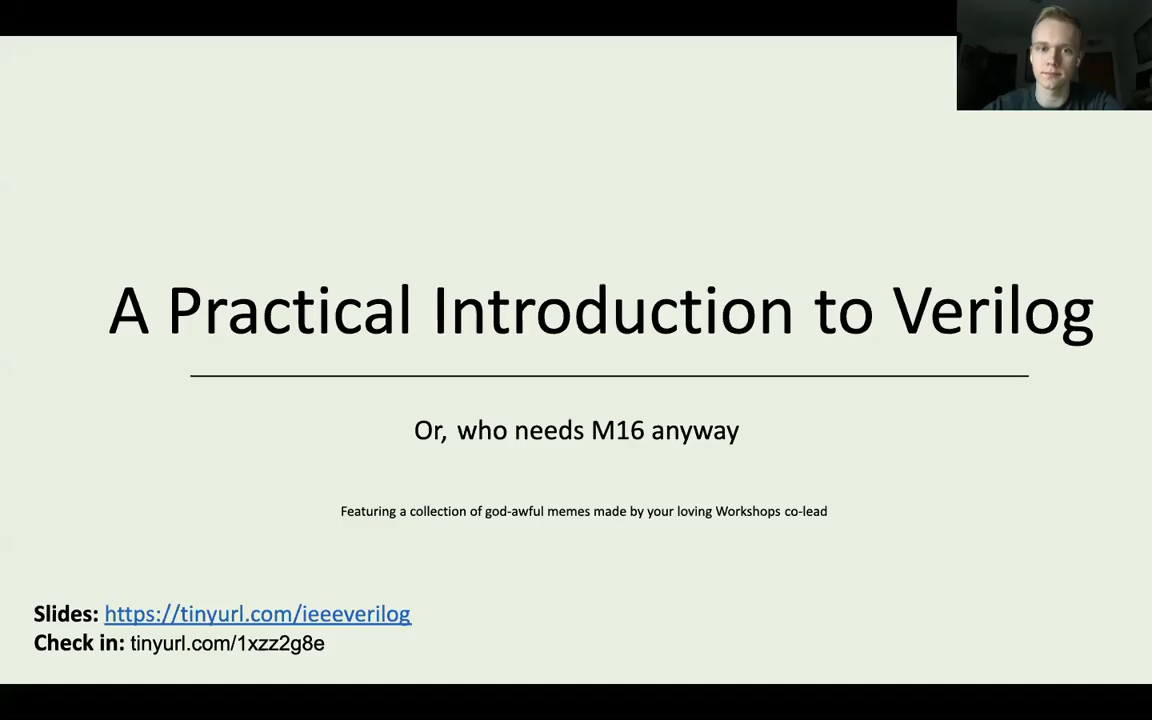 A Practical Introduction to Verilog
Or, who needs M16 anyway
Featuring a collection of god-awful memes made by your loving Workshops co-lead
Slides: https://tinyurl.com/ieeeverilog
Check in: tinyurl.com/1xzz2g8e